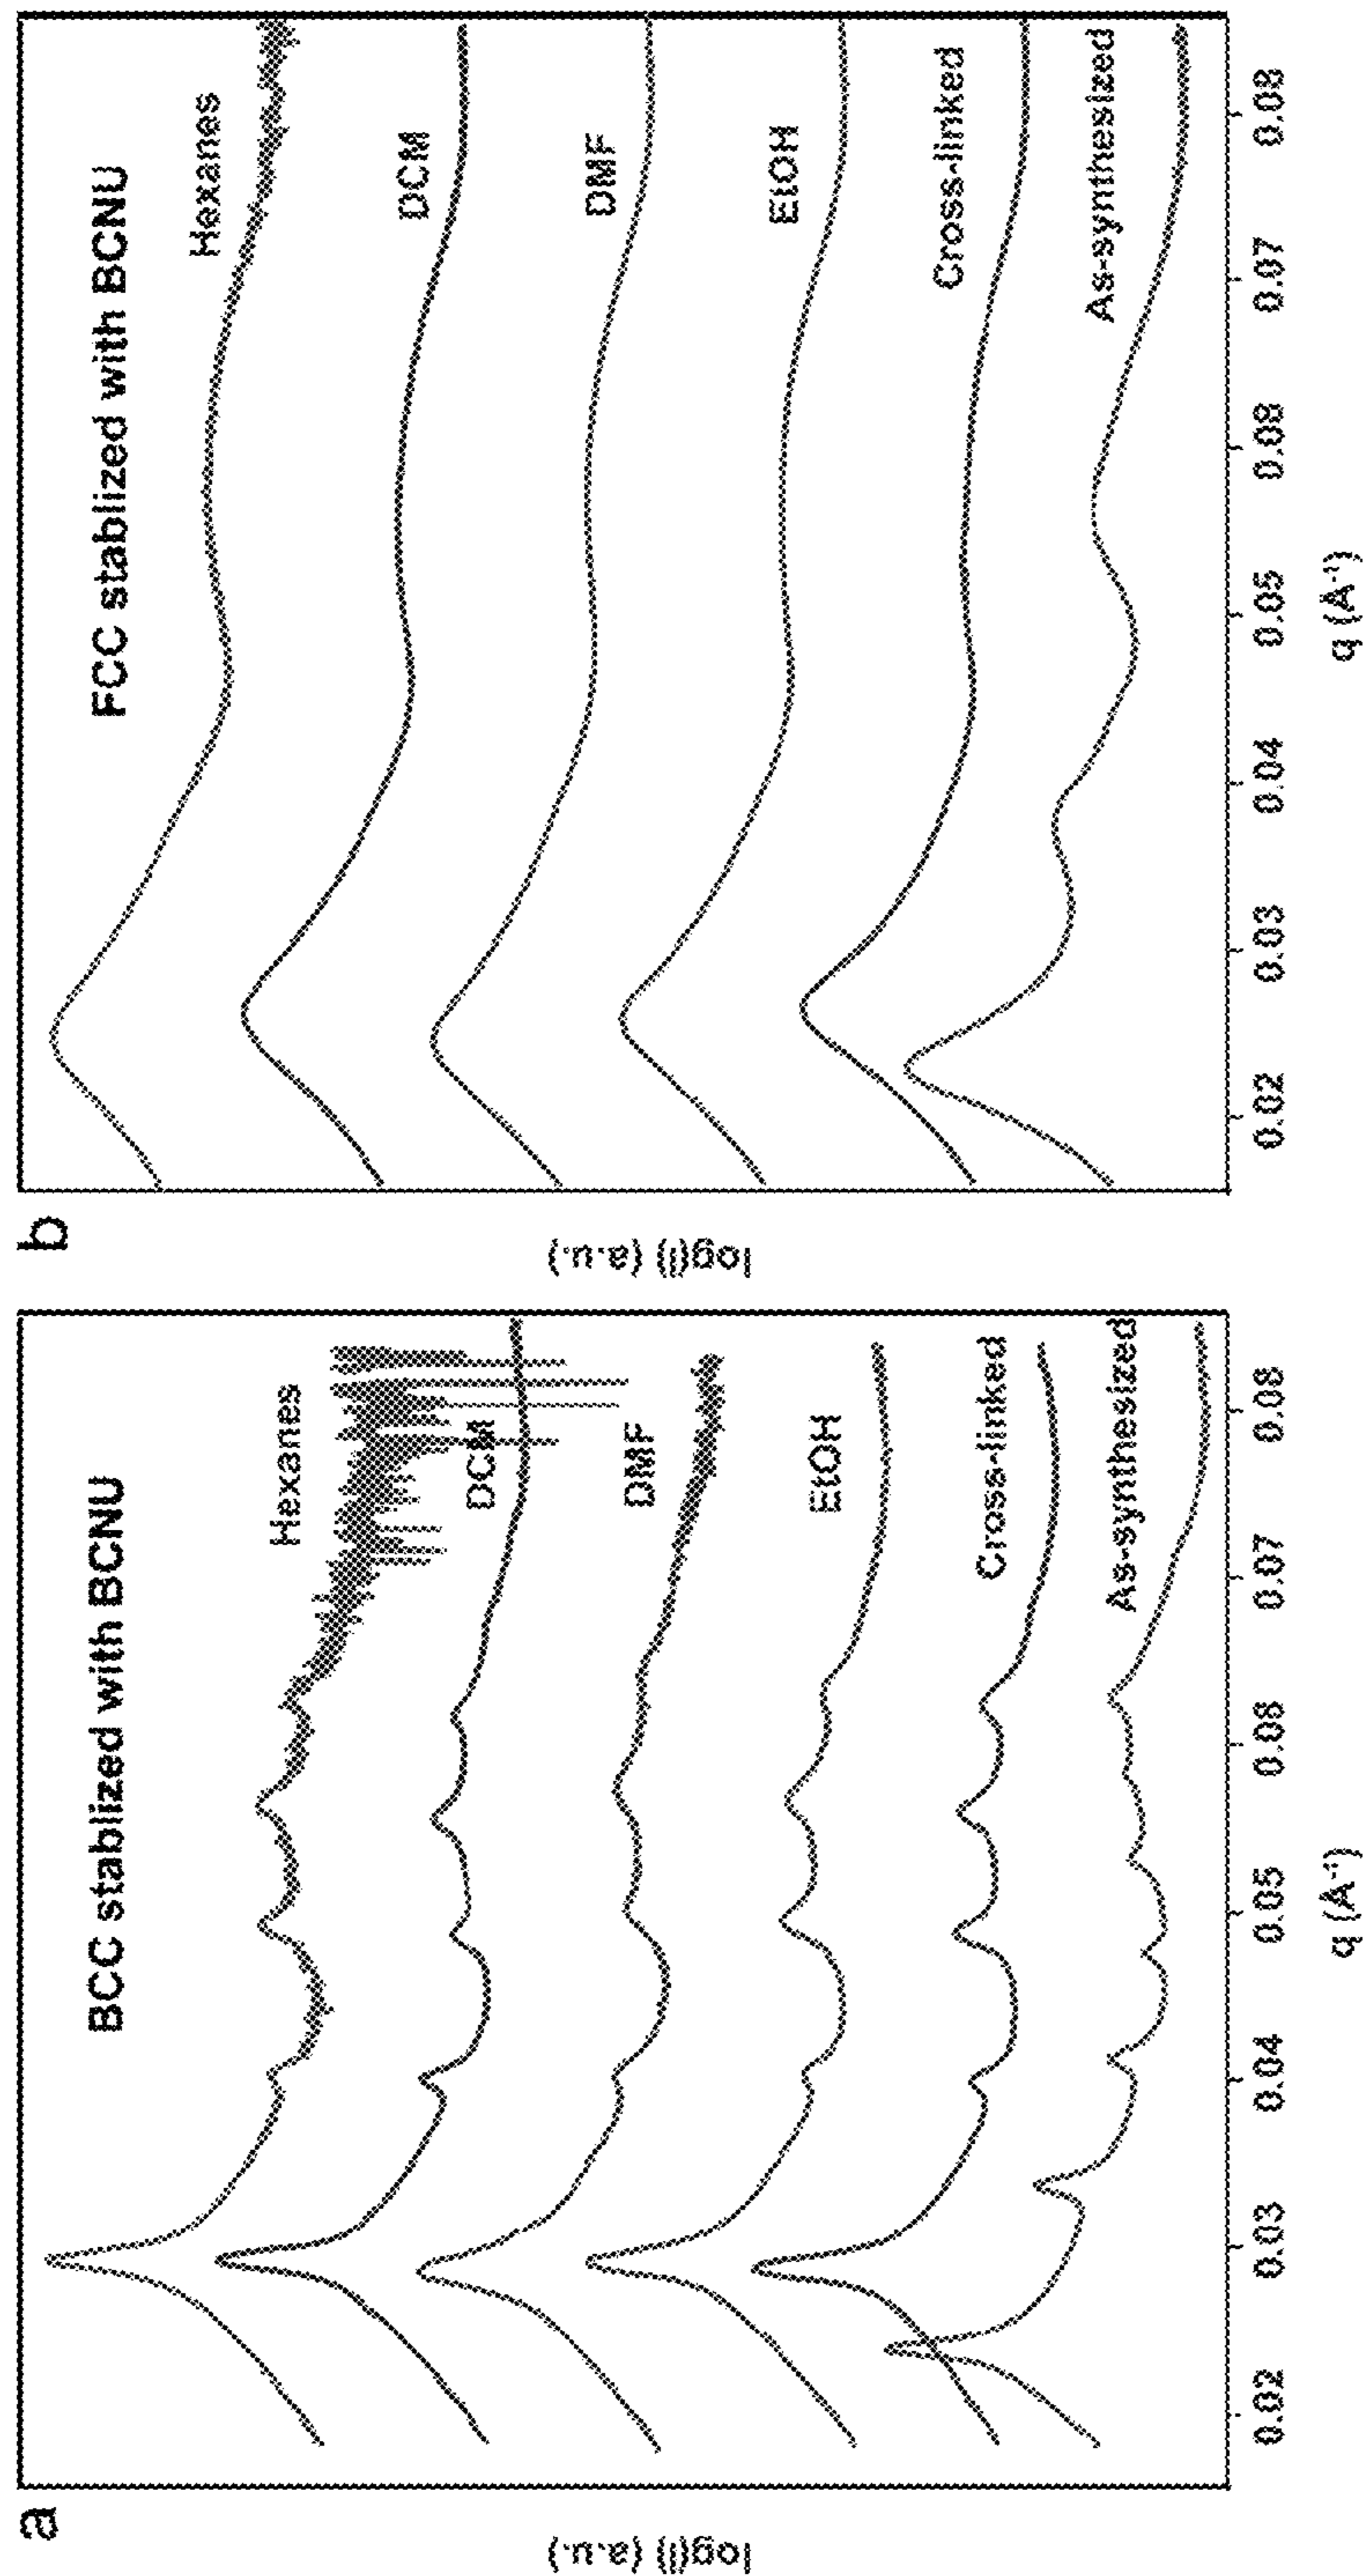 a
BCC stablized with BCNU
Hexanes
DCM
DMF
EtOH
Cross-linked
As-synthesized
log(I) (a.u.)
0.02 0.03 0.04 0.05 0.06 0.07 0.08
q (Å⁻¹)
b
FCC stablized with BCNU
Hexanes
DCM
DMF
EtOH
Cross-linked
As-synthesized
log(I) (a.u.)
0.02 0.03 0.04 0.05 0.06 0.07 0.08
q (Å⁻¹)